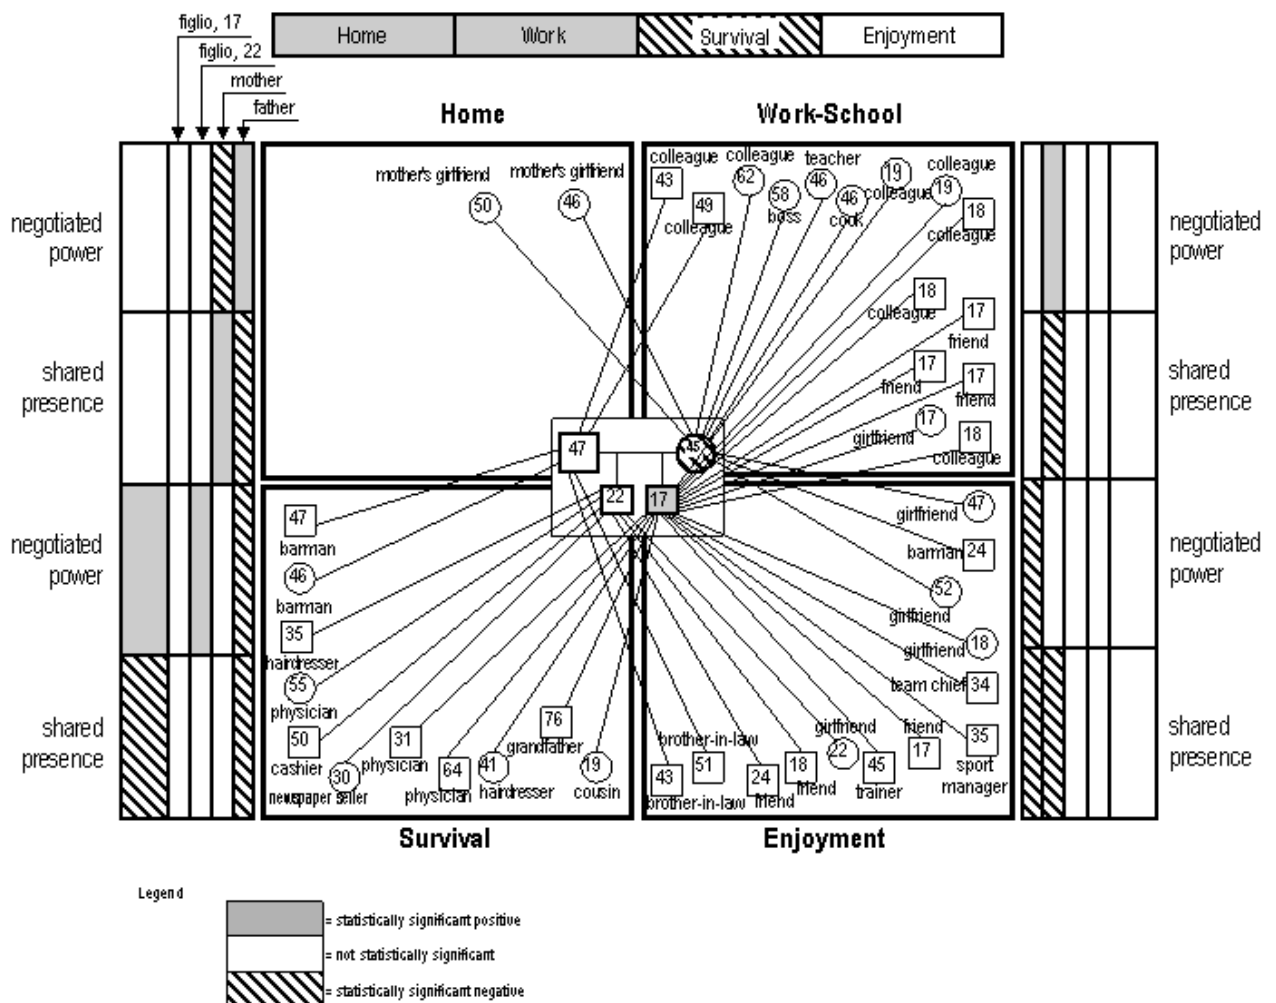 figlio, 17
figlio, 22
mother
father
Home
Work
Survival
Enjoyment
Home
Work-School
negotiated
power
shared
presence
negotiated
power
shared
presence
mother's girlfriend
50
mother's girlfriend
46
colleague
43
49
colleague
colleague
62
58
boss
teacher
46
46
cook
19
colleague
colleague
19
18
colleague
18
colleague
17
friend
17
friend
17
friend
17
girlfriend
18
colleague
47
45
22
17
47
barman
46
barman
35
hairdresser
55
physician
50
cashier
30
newspaper seller
31
physician
64
physician
41
hairdresser
76
grandfather
19
cousin
47
girlfriend
24
barman
52
girlfriend
18
girlfriend
team chief
34
35
sport
manager
friend
17
girlfriend
22
45
trainer
18
friend
24
friend
brother-in-law
51
43
brother-in-law
negotiated
power
shared
presence
negotiated
power
shared
presence
Survival
Enjoyment
Legend
= statistically significant positive
= not statistically significant
= statistically significant negative